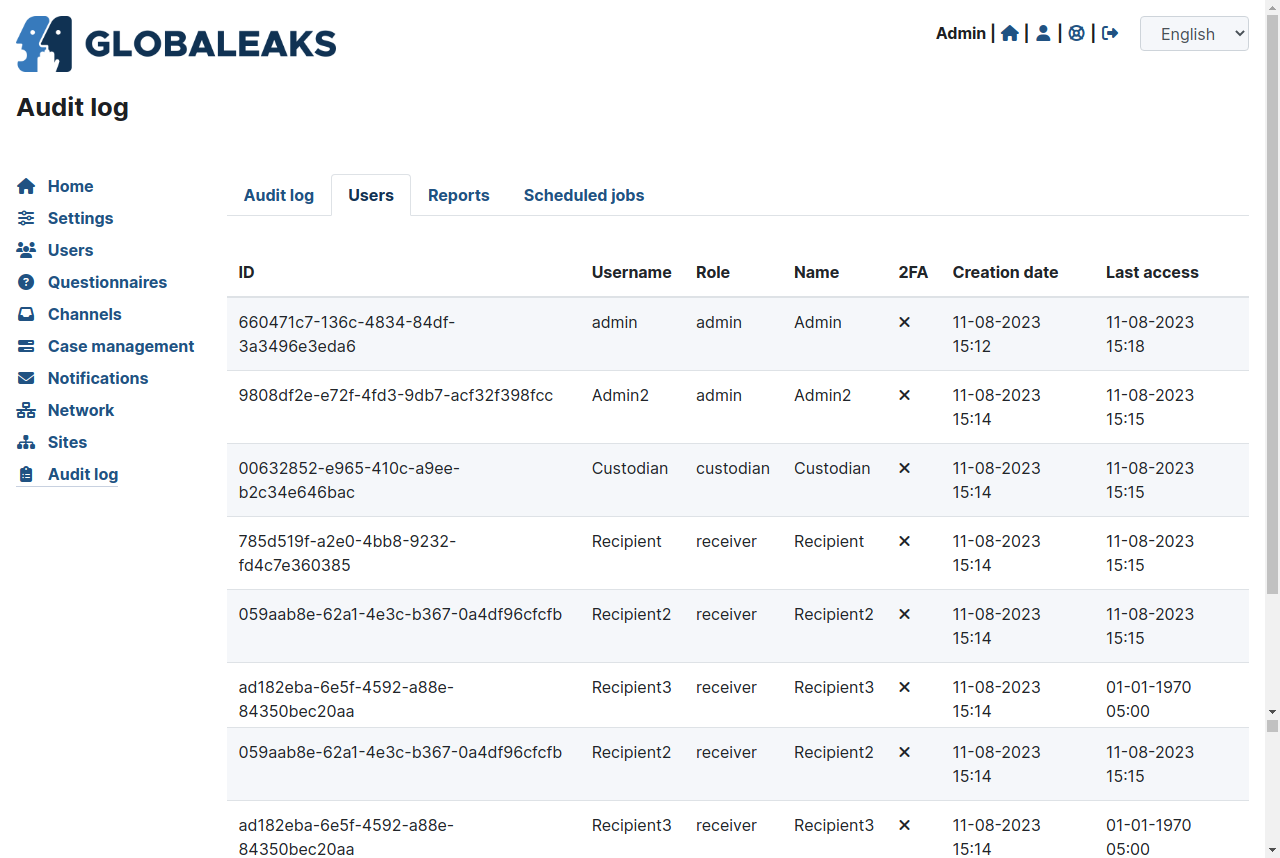 GLOBALEAKS
Admin | | | |
English
Audit log
Home
Settings
Users
Questionnaires
Channels
Case management
Notifications
Network
Sites
Audit log
Audit log Users Reports Scheduled jobs
ID Username Role Name 2FA Creation date Last access
660471c7-136c-4834-84df- admin admin Admin 11-08-2023 11-08-2023
3a3496e3eda6 15:12 15:18
9808df2e-e72f-4fd3-9db7-acf32f398fcc Admin2 admin Admin2 11-08-2023 11-08-2023
15:14 15:15
00632852-e965-410c-a9ee- Custodian custodian Custodian 11-08-2023 11-08-2023
b2c34e646bac 15:14 15:15
785d519f-a2e0-4bb8-9232- Recipient receiver Recipient 11-08-2023 11-08-2023
fd4c7e360385 15:14 15:15
059aab8e-62a1-4e3c-b367-0a4df96cfcfb Recipient2 receiver Recipient2 11-08-2023 11-08-2023
15:14 15:15
ad182eba-6e5f-4592-a88e- Recipient3 receiver Recipient3 11-08-2023 01-01-1970
84350bec20aa 15:14 05:00
059aab8e-62a1-4e3c-b367-0a4df96cfcfb Recipient2 receiver Recipient2 11-08-2023 11-08-2023
15:14 15:15
ad182eba-6e5f-4592-a88e- Recipient3 receiver Recipient3 11-08-2023 01-01-1970
84350bec20aa 15:14 05:00